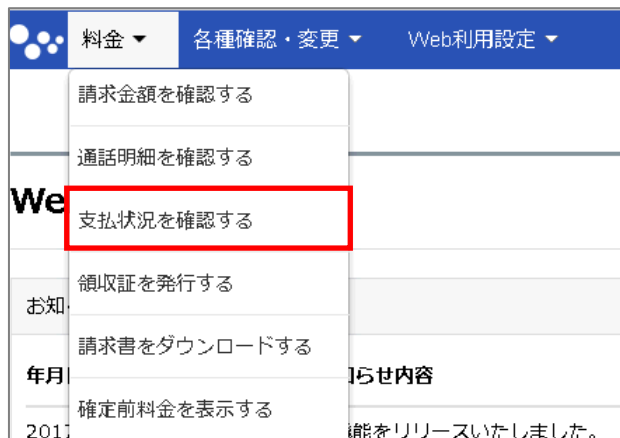 料金 ▼ 各種確認・変更 ▼ Web利用設定 ▼
請求金額を確認する
通話明細を確認する
We
支払状況を確認する
領収証を発行する
お知
請求書をダウンロードする
年月 らせ内容
確定前料金を表示する
201 能をリリースいたしました。